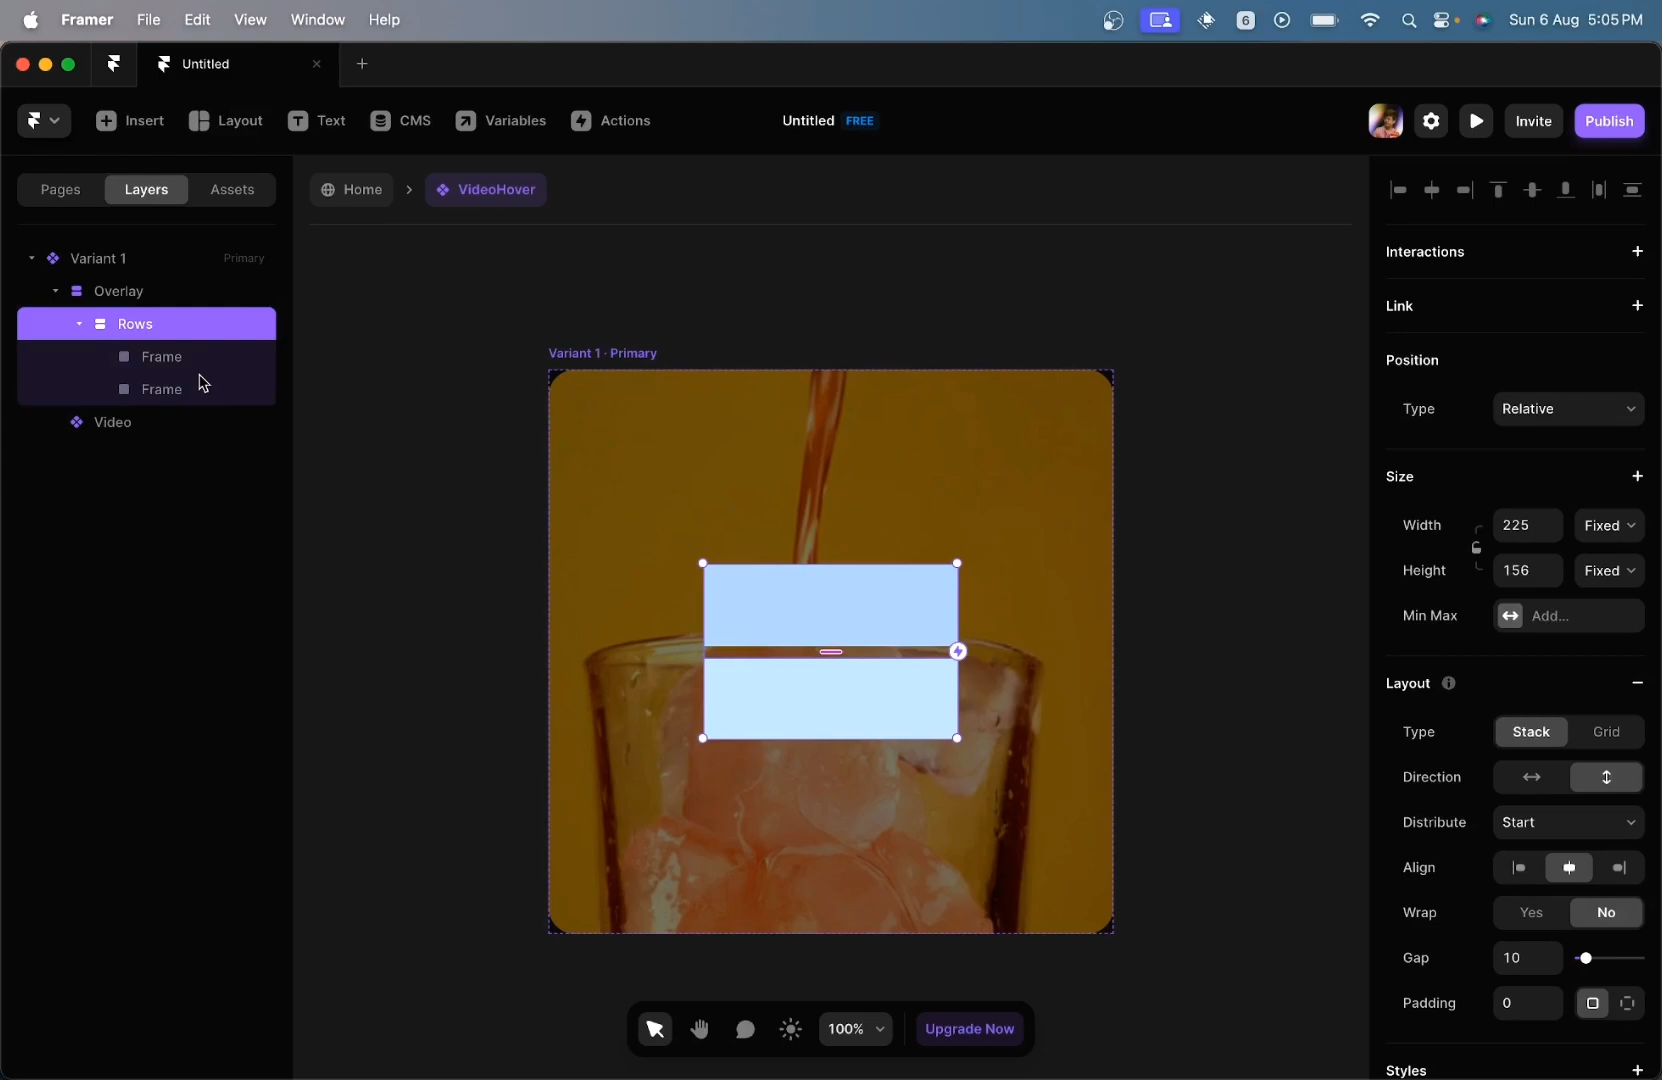 Framer File Edit View Window Help
6
Sun 6 Aug 5:05 PM
Untitled
Insert Layout Text CMS Variables Actions
Untitled FREE
Invite Publish
Pages Layers Assets
Home VideoHover
Variant 1 Primary
Overlay
Rows
Frame
Frame
Video
Variant 1 · Primary
100% Upgrade Now
Interactions
Link
Position
Type Relative
Size
Width 225 Fixed
Height 156 Fixed
Min Max Add...
Layout
Type Stack Grid
Direction
Distribute Start
Align
Wrap Yes No
Gap 10
Padding 0
Styles